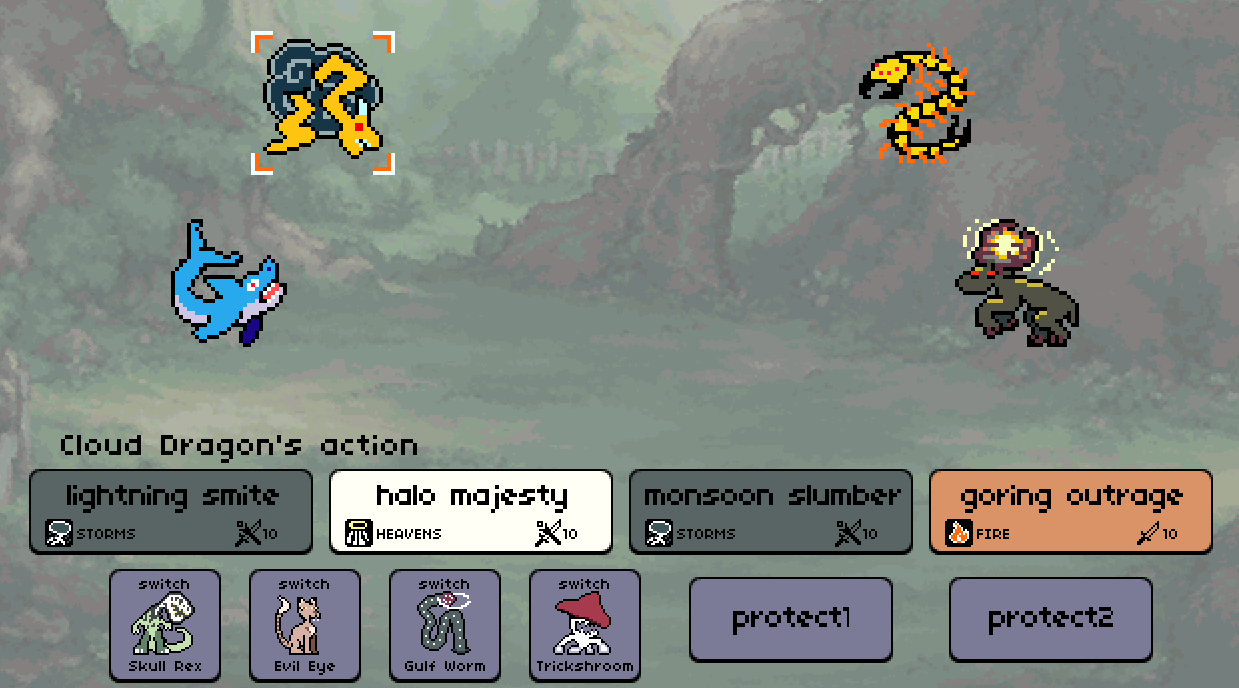 Cloud Dragon's action
lightning smite
STORMS 10
halo majesty
HEAVENS 10
monsoon slumber
STORMS 10
goring outrage
FIRE 10
switch
Skull Rex
switch
Evil Eye
switch
Gulf Worm
switch
Trickshroom
protect1
protect2